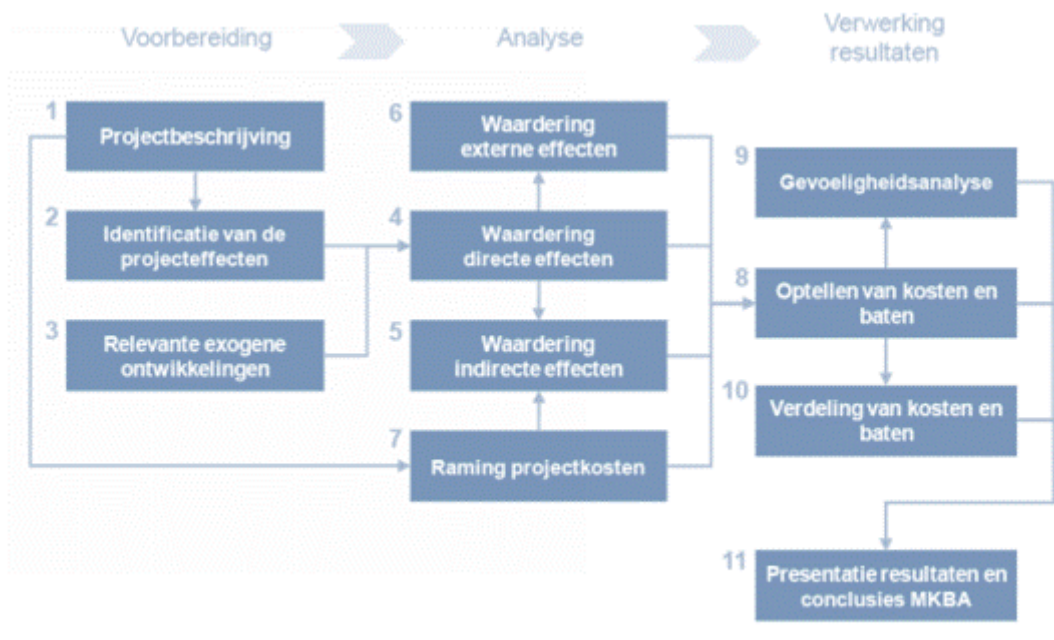 Voorbereiding
Analyse
Verwerking
resultaten
1
Projectbeschrijving
2
Identificatie van de
projecteffecten
3
Relevante exogene
ontwikkelingen
6
Waardering
externe effecten
4
Waardering
directe effecten
5
Waardering
indirecte effecten
7
Raming projectkosten
9
Gevoeligheidsanalyse
8
Optellen van kosten en
baten
10
Verdeling van kosten en
baten
11
Presentatie resultaten en
conclusies MKBA